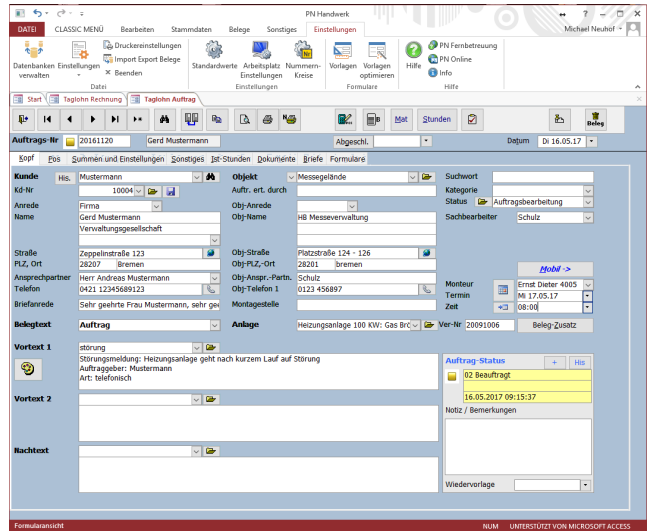 PN Handwerk
DATEI CLASSIC MENÜ Bearbeiten Stammdaten Belege Sonstiges Einstellungen Michael Neuhof
Datenbanken verwalten
Einstellungen
Druckereinstellungen
Import Export Belege
Beenden
Datei
Standardwerte
Arbeitsplatz Einstellungen
Nummern-Kreise
Einstellungen
Vorlagen
Vorlagen optimieren
Formulare
Hilfe
PN Fernbetreuung
PN Online
Info
Hilfe
Start Taglohn Rechnung Taglohn Auftrag
Mat Stunden Beleg
Auftrags-Nr 20161120 Gerd Mustermann Abgeschl. Datum Di 16.05.17
Kopf Pos Summen und Einstellungen Sonstiges Ist-Stunden Dokumente Briefe Formulare
Kunde His. Mustermann Objekt Messegelände Suchwort
Kd-Nr 10004 Auftr. ert. durch Kategorie
Status Auftragsbearbeitung
Anrede Firma Obj-Anrede
Name Gerd Mustermann Obj-Name HB Messeverwaltung Sachbearbeiter Schulz
Verwaltungsgesellschaft
Straße Zeppelinstraße 123 Obj-Straße Platzstraße 124 - 126
PLZ, Ort 28207 Bremen Obj-PLZ,-Ort 28201 bremen
Mobil ->
Ansprechpartner Herr Andreas Mustermann Obj-Anspr.-Partn. Schulz
Telefon 0421 12345689123 Obj-Telefon 1 0123 456897
Monteur Ernst Dieter 4005
Termin Mi 17.05.17
Briefanrede Sehr geehrte Frau Mustermann, sehr gee Montagestelle Zeit 08:00
Belegtext Auftrag Anlage Heizungsanlage 100 KW: Gas Brc Ver-Nr 20091006 Beleg-Zusatz
Vortext 1 störung
Störungsmeldung: Heizungsanlage geht nach kurzem Lauf auf Störung
Auftraggeber: Mustermann
Art: telefonisch
Auftrag-Status + His
02 Beauftragt
16.05.2017 09:15:37
Vortext 2
Notiz / Bemerkungen
Nachtext
Wiedervorlage
Formularansicht NUM UNTERSTÜTZT VON MICROSOFT ACCESS